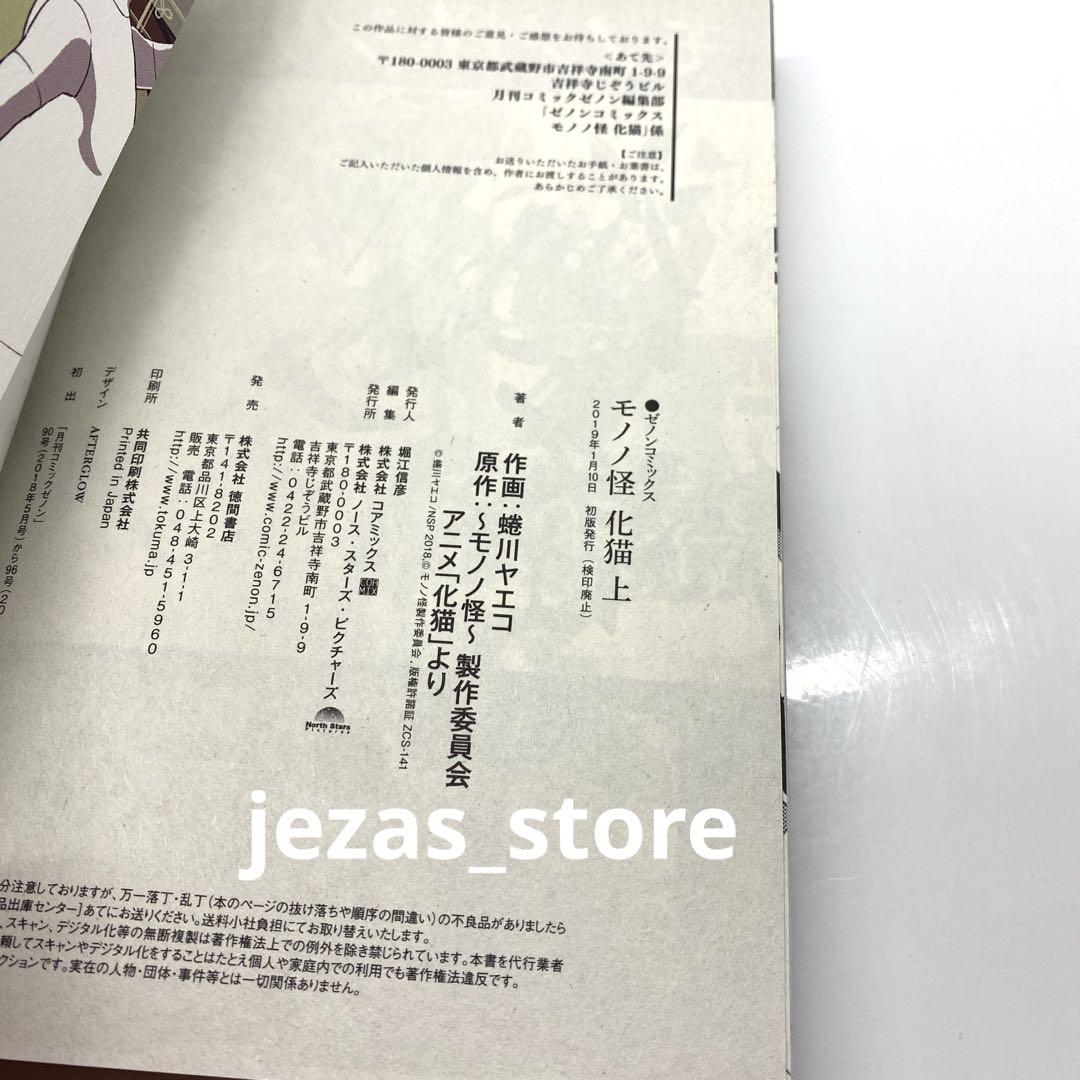 この作品に対する皆様のご意見・ご感想をお待ちしております。
<あて先>
〒180-0003 東京都武蔵野市吉祥寺南町 1-9-9
吉祥寺じぞうビル
月刊コミックゼノン編集部
「ゼノンコミックス
モノノ怪 化猫」係
【ご注意】
お送りいただいたお手紙・お葉書は、
ご記入いただいた個人情報を含め、作者にお渡しすることがあります。
あらかじめご了承ください。
●ゼノンコミックス
モノノ怪 化猫 上
2019年1月10日 初版発行(検印廃止)
著者 作画:蜷川ヤエコ
原作:〜モノノ怪〜 製作委員会
アニメ「化猫」より
©蜷川ヤエコ/NSP 2018,© モノノ怪製作委員会, 版権許諾証 ZCS-141
発行人 堀江信彦
編集 株式会社 コアミックス COA MIX
発行所 株式会社 ノース・スターズ・ピクチャーズ
〒180-0003
東京都武蔵野市吉祥寺南町 1-9-9
吉祥寺じぞうビル
電話:0422-24-6715
http://www.comic-zenon.jp/
North Stars Pictures
発売 株式会社 徳間書店
〒141-8202
東京都品川区上大崎 3-1-1
販売 電話:048-451-5960
http://www.tokuma.jp
印刷所 共同印刷株式会社
Printed in Japan
デザイン AFTERGLOW
初出 「月刊コミックゼノン」
90号(2018年5月号)から96号(20
jezas_store
分注意しておりますが、万一落丁・乱丁(本のページの抜け落ちや順序の間違い)の不良品がありましたら
品出庫センター]あてにお送りください。送料小社負担にてお取り替えいたします。
、スキャン、デジタル化等の無断複製は著作権法上での例外を除き禁じられています。本書を代行業者
頼してスキャンやデジタル化をすることはたとえ個人や家庭内での利用でも著作権法違反です。
クションです。実在の人物・団体・事件等とは一切関係ありません。